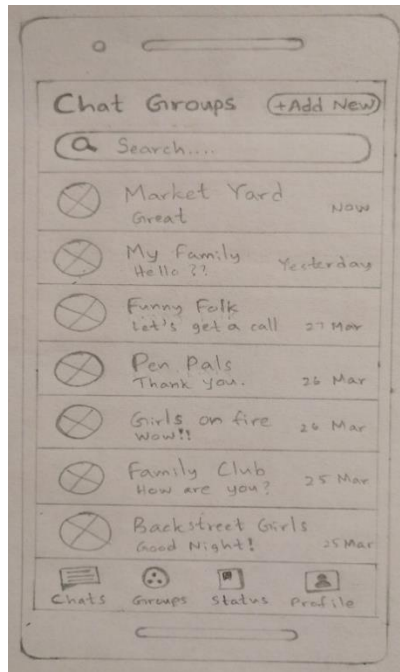 Chat Groups +Add New
Search....
Market Yard
Great Now
My Family
Hello ?? Yesterday
Funny Folk
Let's get a call 27 Mar
Pen Pals
Thank you. 26 Mar
Girls on fire
Wow!! 26 Mar
Family Club
How are you? 25 Mar
Backstreet Girls
Good Night! 25 Mar
Chats Groups Status Profile